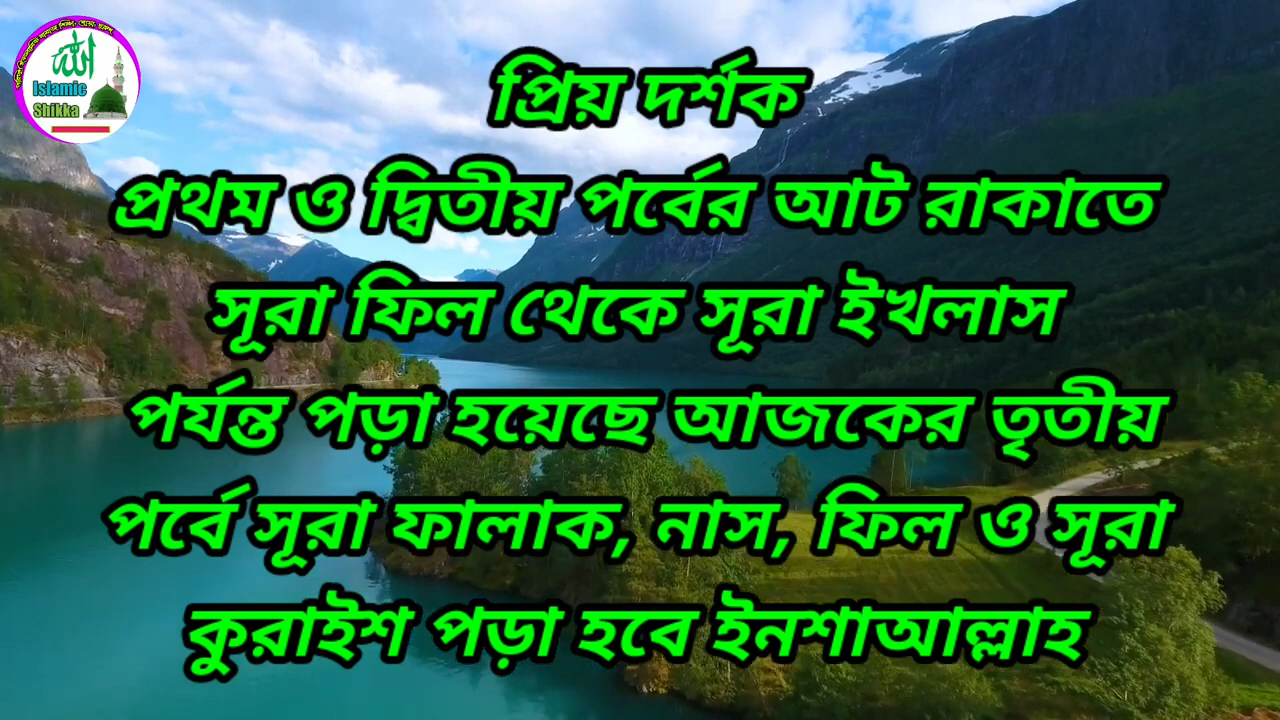 الله
Islamic
Shikka
প্রিয় দর্শক
প্রথম ও দ্বিতীয় পর্বের আট রাকাতে
সূরা ফিল থেকে সূরা ইখলাস
পর্যন্ত পড়া হয়েছে আজকের তৃতীয়
পর্বে সূরা ফালাক, নাস, ফিল ও সূরা
কুরাইশ পড়া হবে ইনশাআল্লাহ